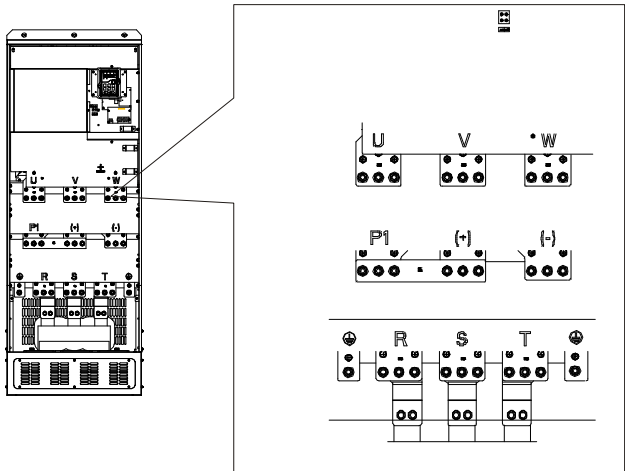 U V W
P1 (+) (-)
R S T
U V W
P1 (+) (-)
R S T